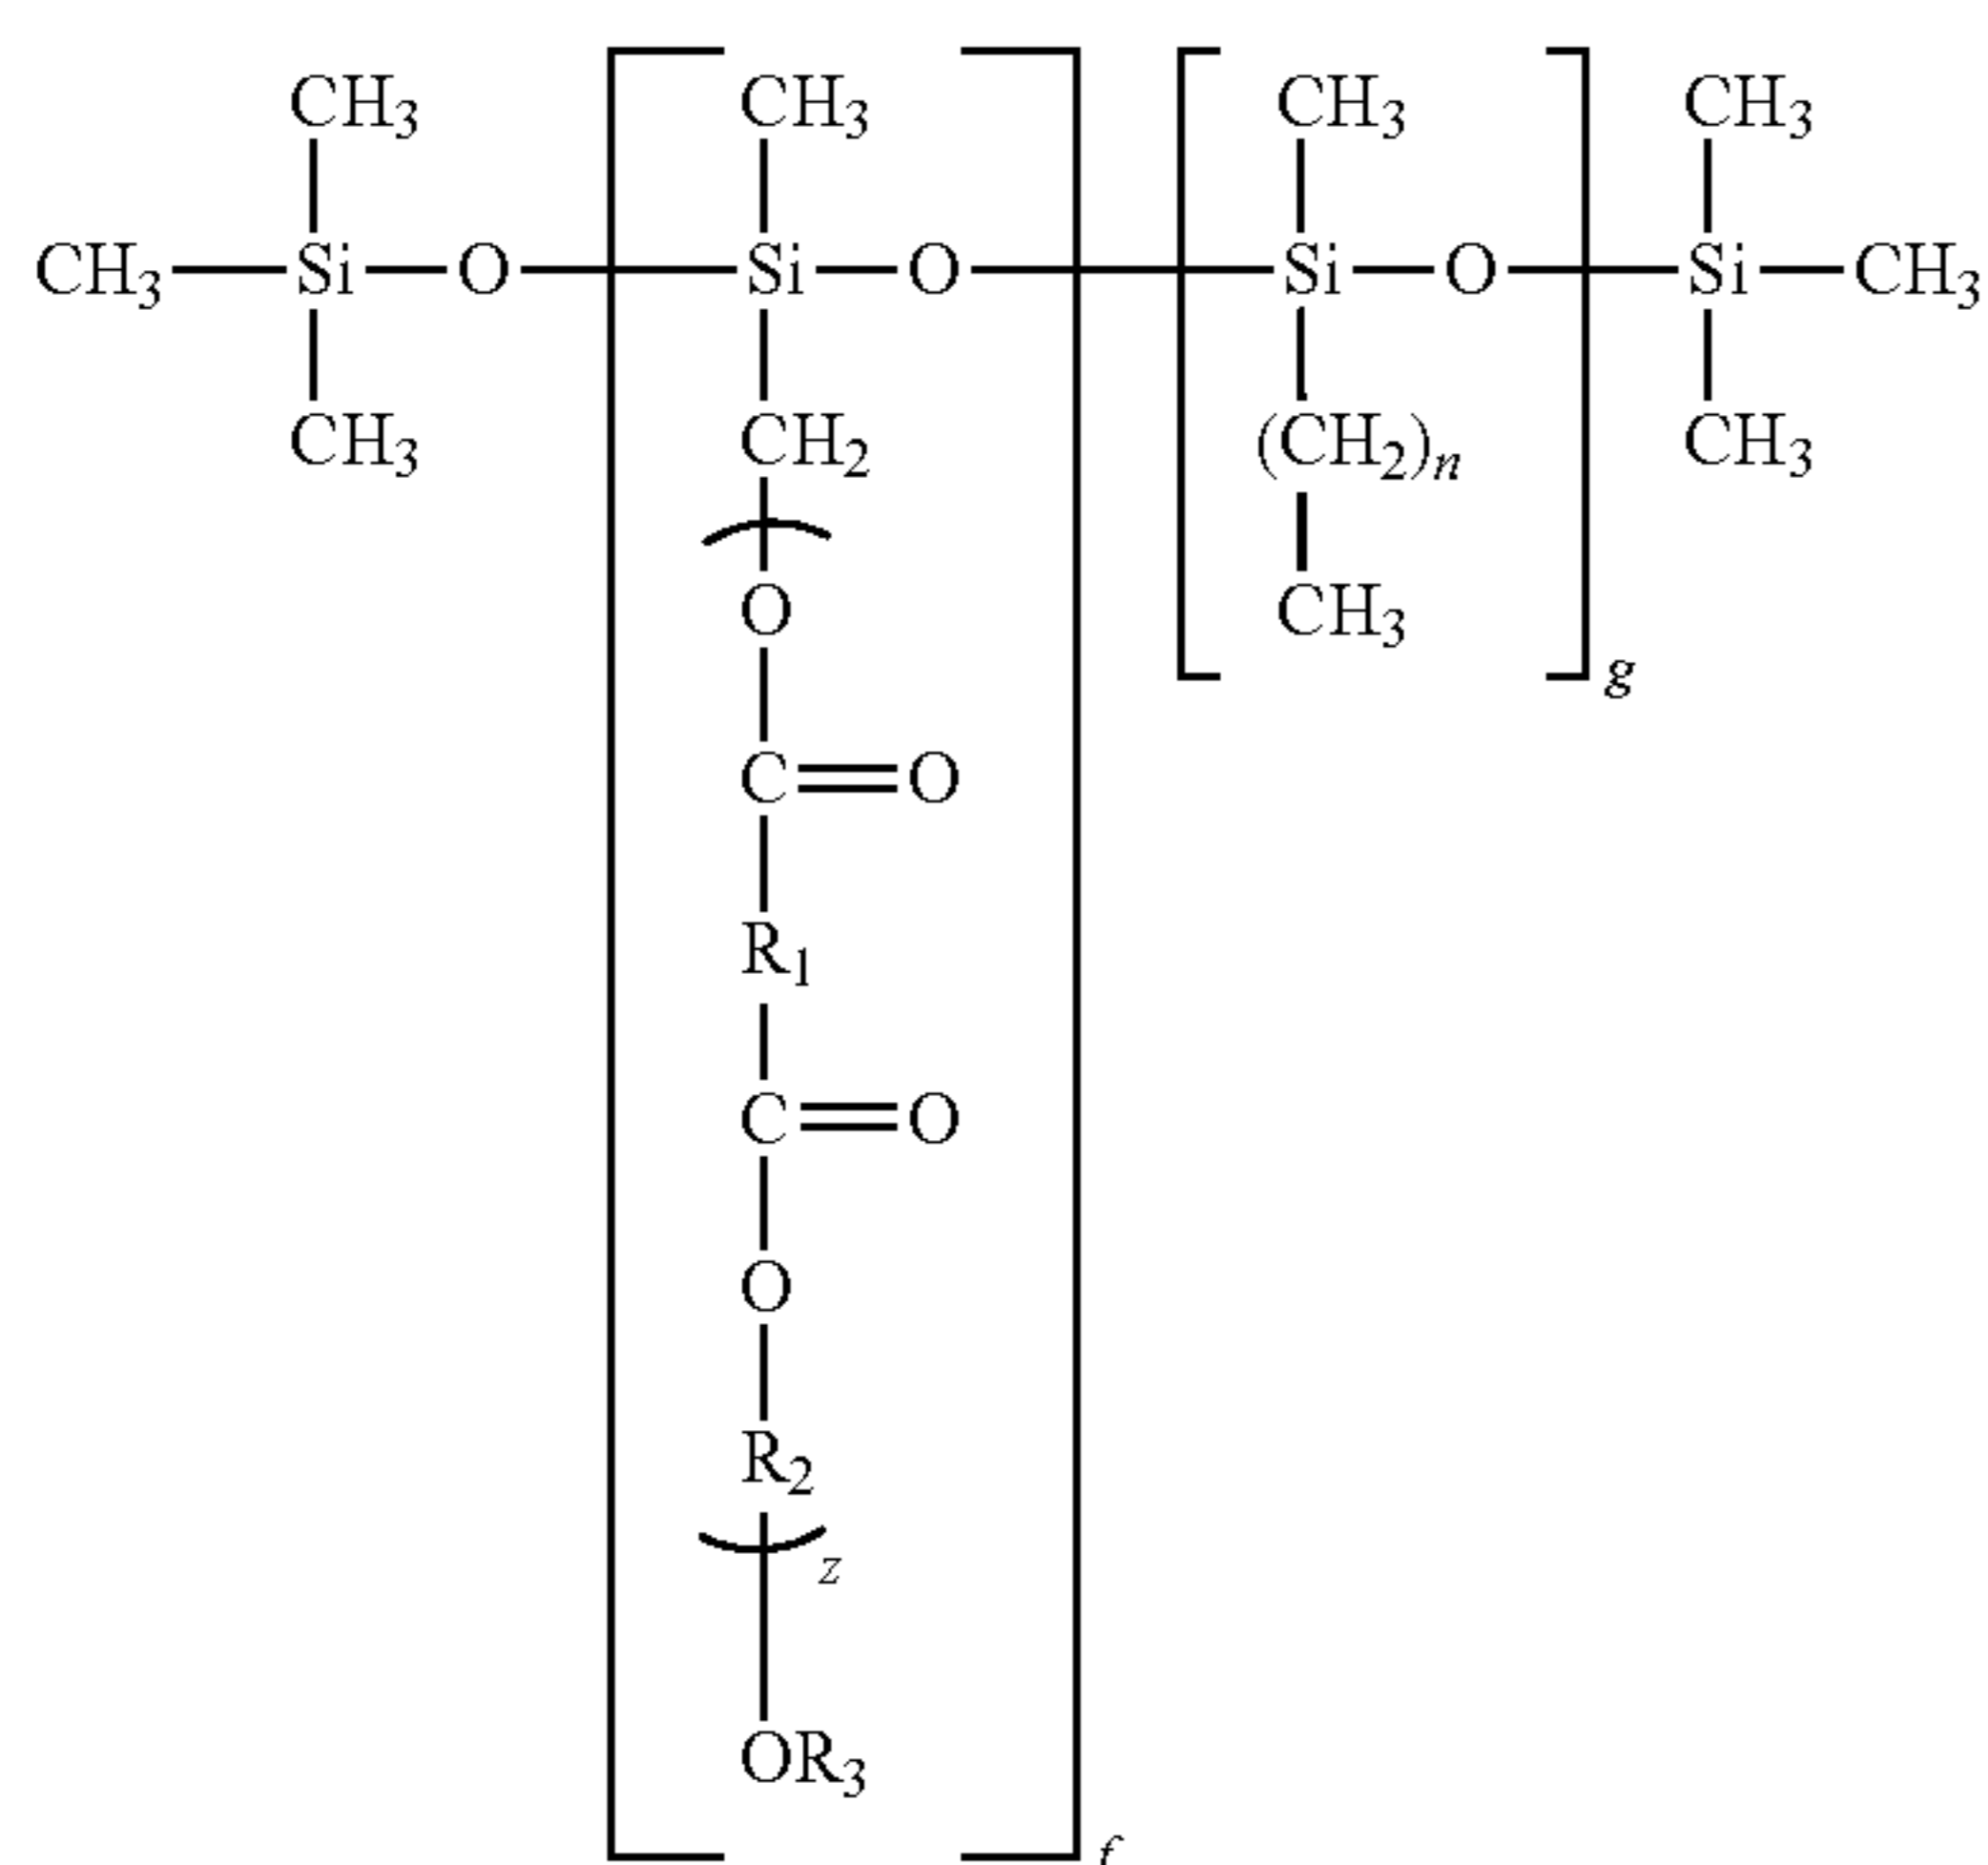 CH3 CH3 CH3 CH3
CH3 Si O Si O Si O Si CH3
CH3 CH2 (CH2)n CH3
O CH3
g
C O
R1
C O
O
R2
z
OR3
f